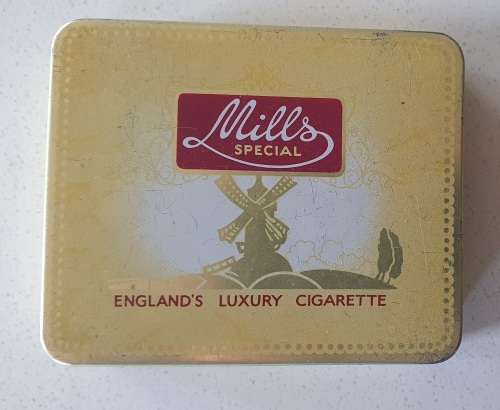 Mills
SPECIAL
ENGLAND'S LUXURY CIGARETTE